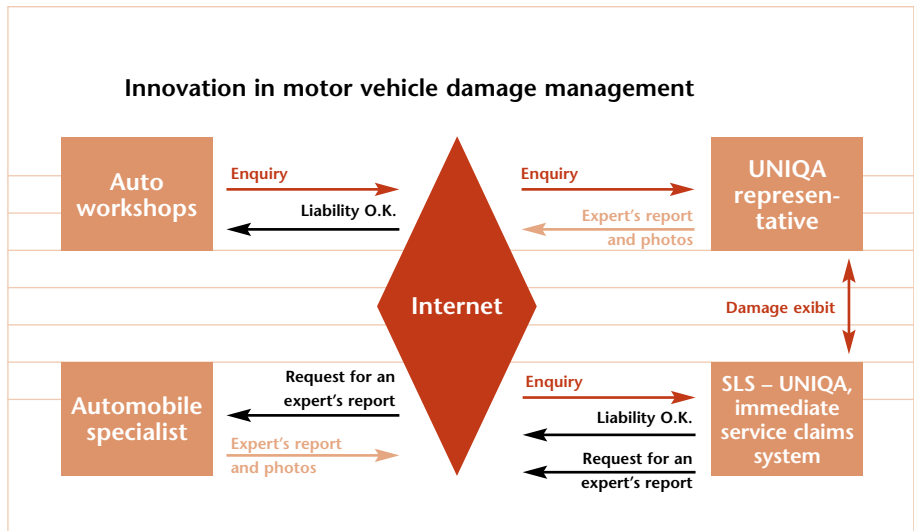 Innovation in motor vehicle damage management
Auto
workshops
Enquiry
Liability O.K.
Enquiry
Expert's report
and photos
UNIQA
represen-
tative
Internet
Damage exibit
Automobile
specialist
Request for an
expert's report
Expert's report
and photos
Enquiry
Liability O.K.
Request for an
expert's report
SLS – UNIQA,
immediate
service claims
system